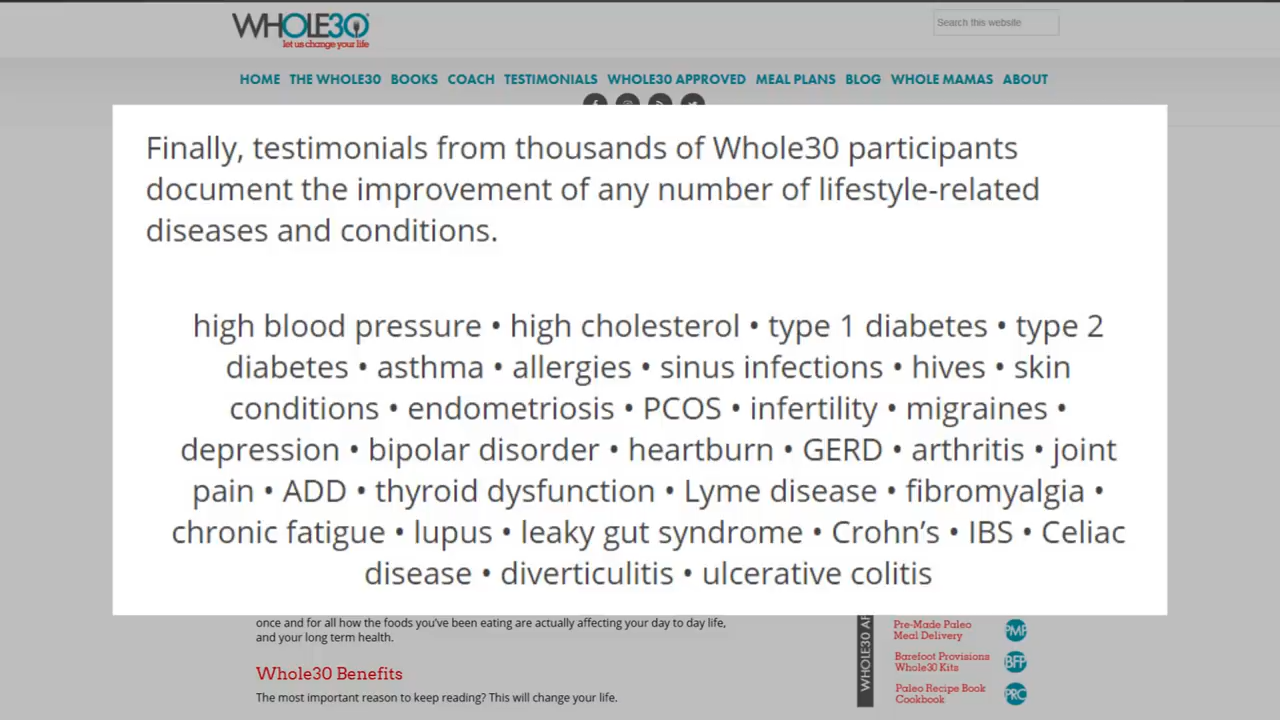 WHOLE30
let us change your life
Search this website
HOME THE WHOLE30 BOOKS COACH TESTIMONIALS WHOLE30 APPROVED MEAL PLANS BLOG WHOLE MAMAS ABOUT
Finally, testimonials from thousands of Whole30 participants
document the improvement of any number of lifestyle-related
diseases and conditions.
high blood pressure • high cholesterol • type 1 diabetes • type 2
diabetes • asthma • allergies • sinus infections • hives • skin
conditions • endometriosis • PCOS • infertility • migraines •
depression • bipolar disorder • heartburn • GERD • arthritis • joint
pain • ADD • thyroid dysfunction • Lyme disease • fibromyalgia •
chronic fatigue • lupus • leaky gut syndrome • Crohn’s • IBS • Celiac
disease • diverticulitis • ulcerative colitis
once and for all how the foods you’ve been eating are actually affecting your day to day life,
and your long term health.
Whole30 Benefits
The most important reason to keep reading? This will change your life.
WHOLE30
Pre-Made Paleo
Meal Delivery
PMP
Barefoot Provisions
Whole30 Kits
BFP
Paleo Recipe Book
Cookbook
PRC